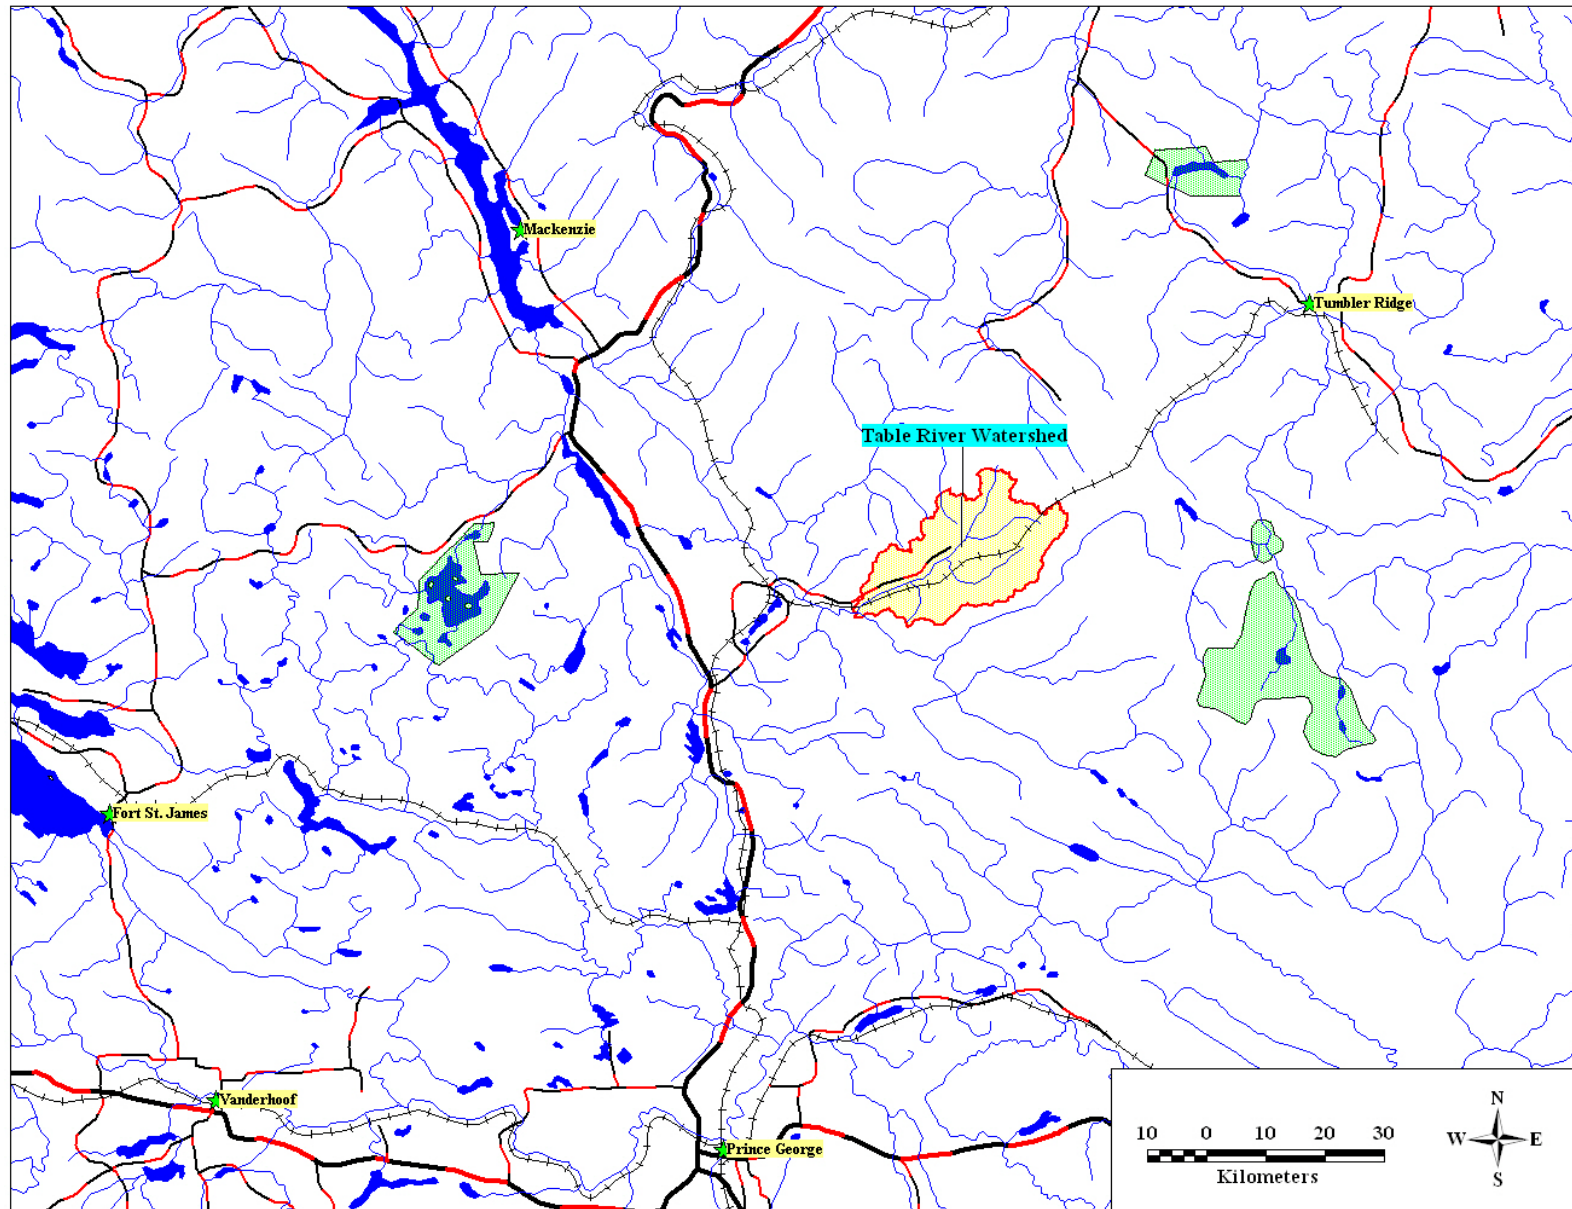 Mackenzie
Tumbler Ridge
Table River Watershed
Fort St. James
Vanderhoof
Prince George
N
W E
S
10 0 10 20 30
Kilometers